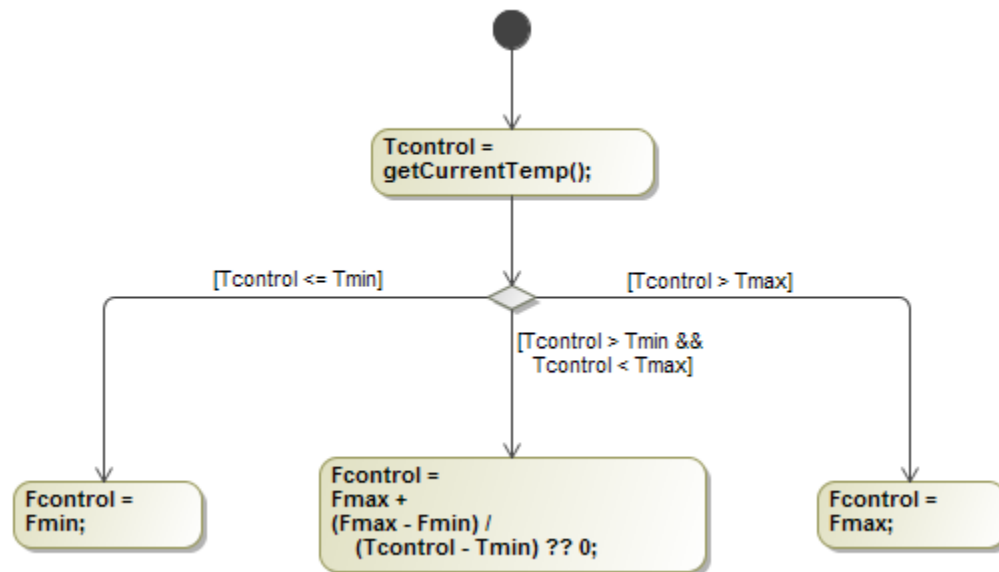 Tcontrol =
getCurrentTemp();
[Tcontrol <= Tmin]
[Tcontrol > Tmax]
[Tcontrol > Tmin &&
Tcontrol < Tmax]
Fcontrol =
Fmin;
Fcontrol =
Fmax +
(Fmax - Fmin) /
(Tcontrol - Tmin) ?? 0;
Fcontrol =
Fmax;